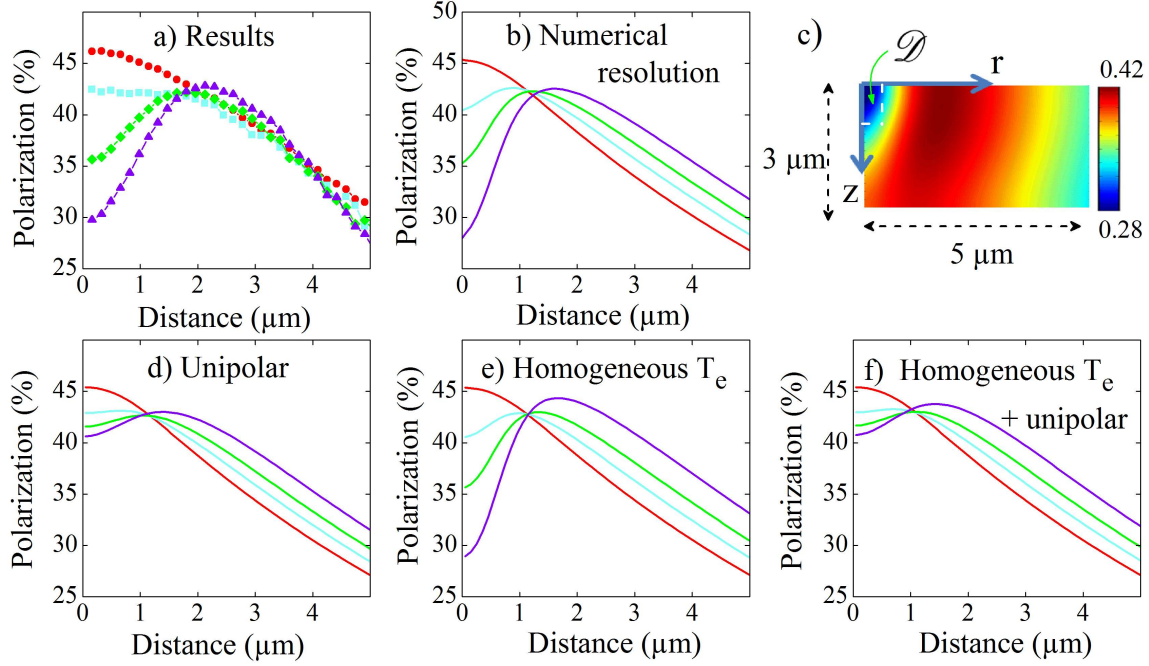 a) Results
45
40
35
30
25
Polarization (%)
0 1 2 3 4
Distance (µm)
b) Numerical
resolution
50
45
40
35
30
25
Polarization (%)
0 1 2 3 4
Distance (µm)
c)
𝒟
r
z
3 µm
5 µm
0.42
0.28
d) Unipolar
45
40
35
30
25
Polarization (%)
0 1 2 3 4
Distance (µm)
e) Homogeneous Te
45
40
35
30
25
Polarization (%)
0 1 2 3 4
Distance (µm)
f) Homogeneous Te
+ unipolar
45
40
35
30
25
Polarization (%)
0 1 2 3 4
Distance (µm)